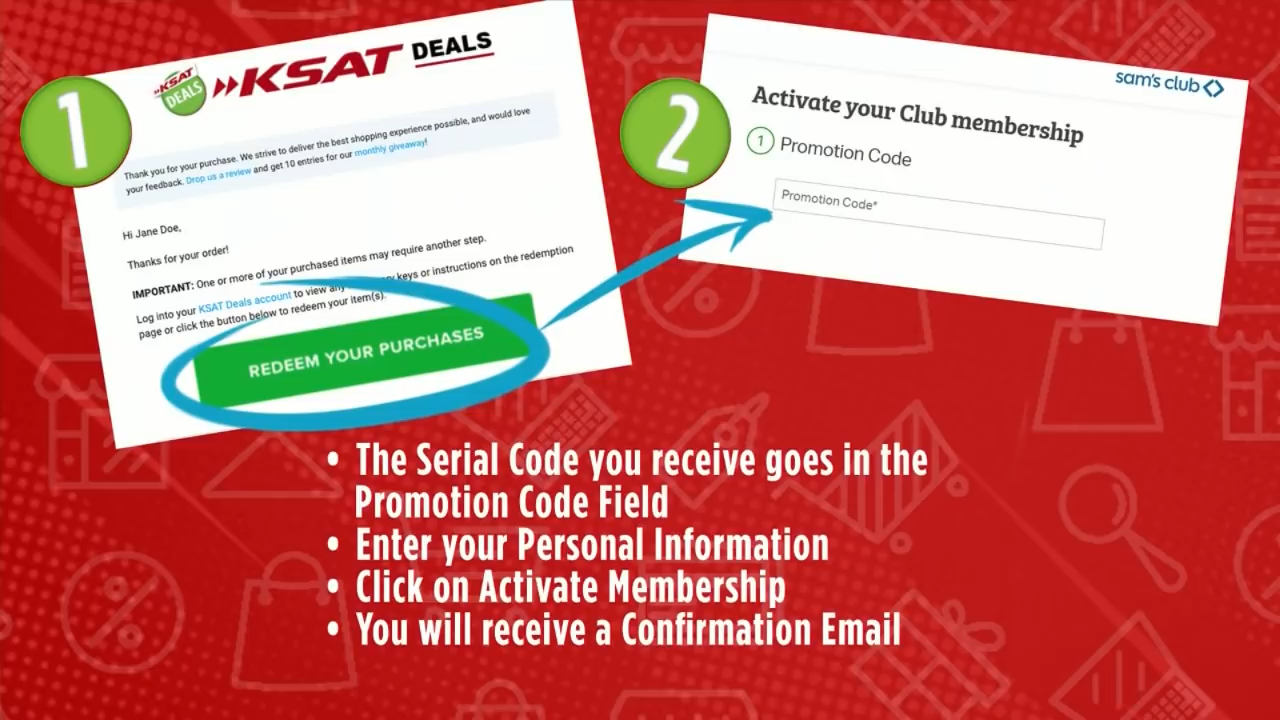 1
»KSAT
DEALS
»KSAT DEALS
Thank you for your purchase. We strive to deliver the best shopping experience possible, and would love
your feedback. Drop us a review and get 10 entries for our monthly giveaway!
Hi Jane Doe,
Thanks for your order!
IMPORTANT: One or more of your purchased items may require another step.
Log into your KSAT Deals account to view any keys or instructions on the redemption
page or click the button below to redeem your item(s).
REDEEM YOUR PURCHASES
2
sam's club
Activate your Club membership
1 Promotion Code
Promotion Code*
• The Serial Code you receive goes in the
Promotion Code Field
• Enter your Personal Information
• Click on Activate Membership
• You will receive a Confirmation Email